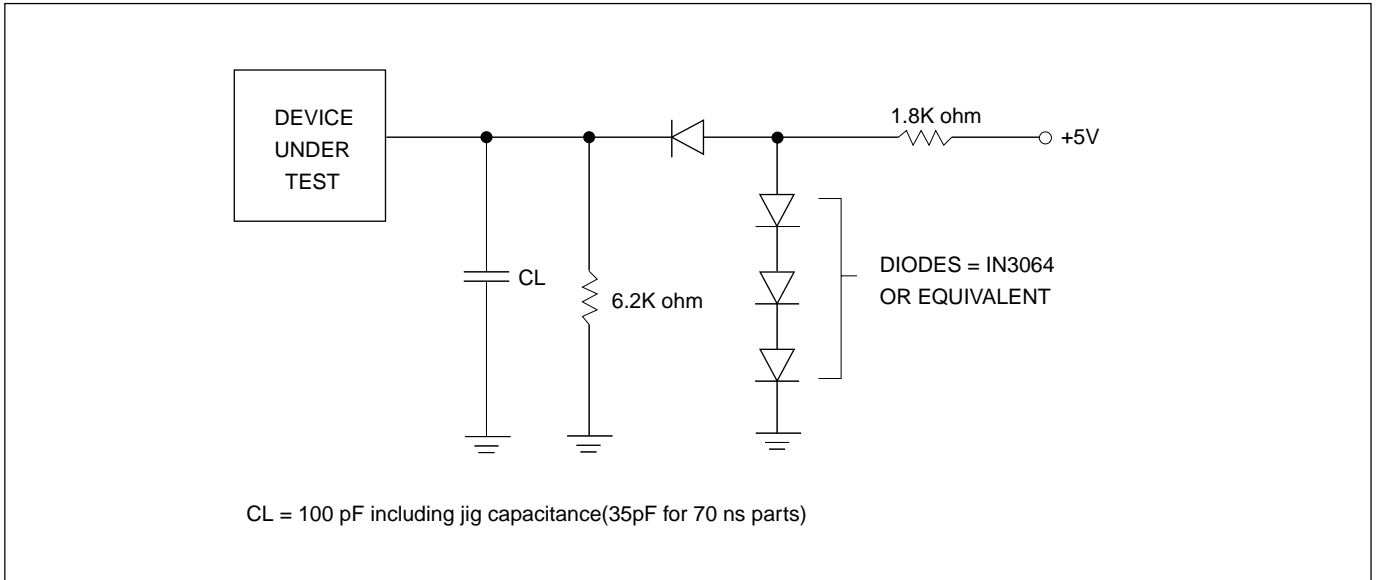 DEVICE
UNDER
TEST
1.8K ohm
+5V
CL
6.2K ohm
DIODES = IN3064
OR EQUIVALENT
CL = 100 pF including jig capacitance(35pF for 70 ns parts)